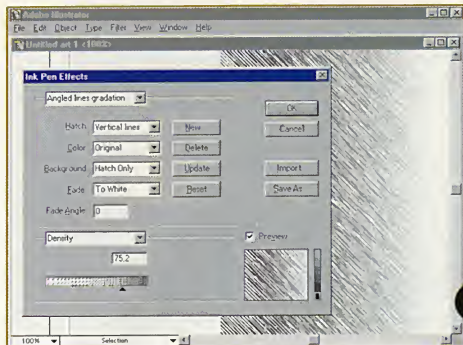 Adobe Illustrator
File Edit Object Type Filter View Window Help
Untitled art 1 <100%>
Ink Pen Effects
Angled lines gradation
OK
Hatch Vertical lines New Cancel
Color Original Delete
Background Hatch Only Update Import
Fade To White Reset Save As
Fade Angle 0
Density Preview
75.2
100% Selection